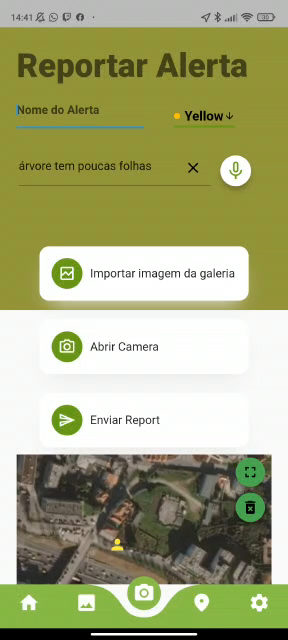 14:41
38
Reportar Alerta
Nome do Alerta
Yellow
árvore tem poucas folhas
Importar imagem da galeria
Abrir Camera
Enviar Report